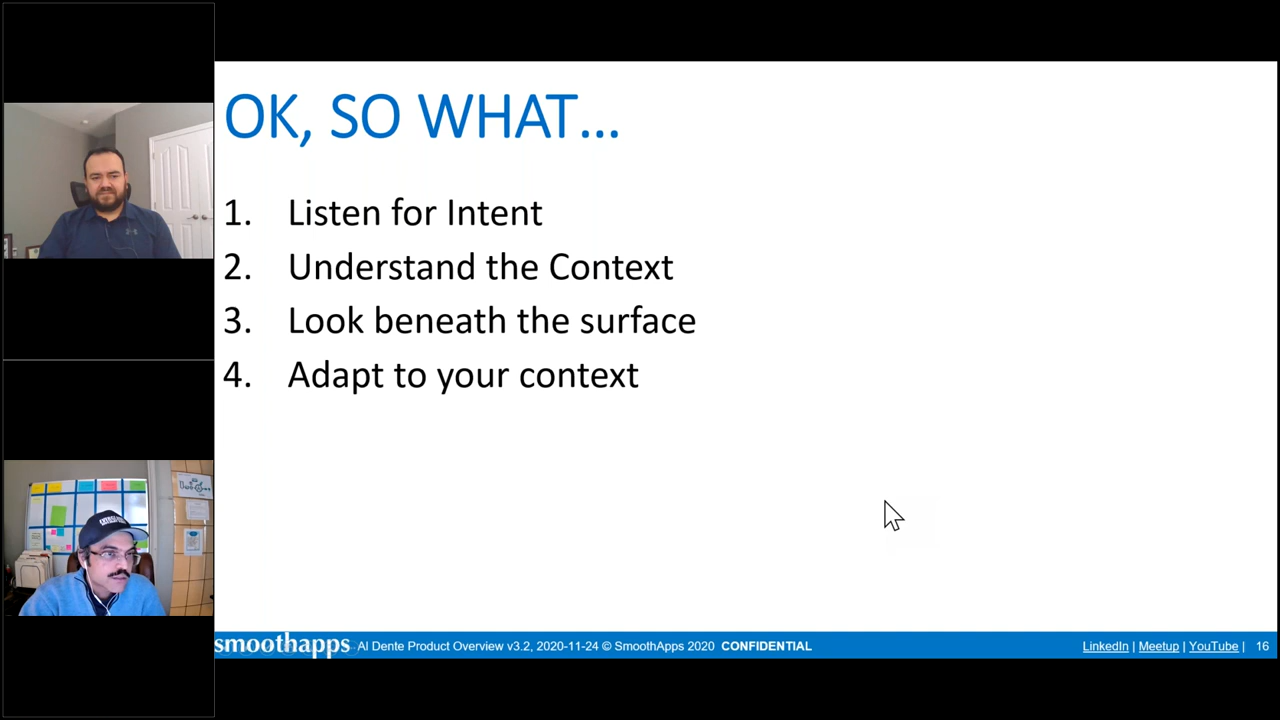 OK, SO WHAT...
1. Listen for Intent
2. Understand the Context
3. Look beneath the surface
4. Adapt to your context
smoothapps Al Dente Product Overview v3.2, 2020-11-24 © SmoothApps 2020 CONFIDENTIAL LinkedIn | Meetup | YouTube | 16